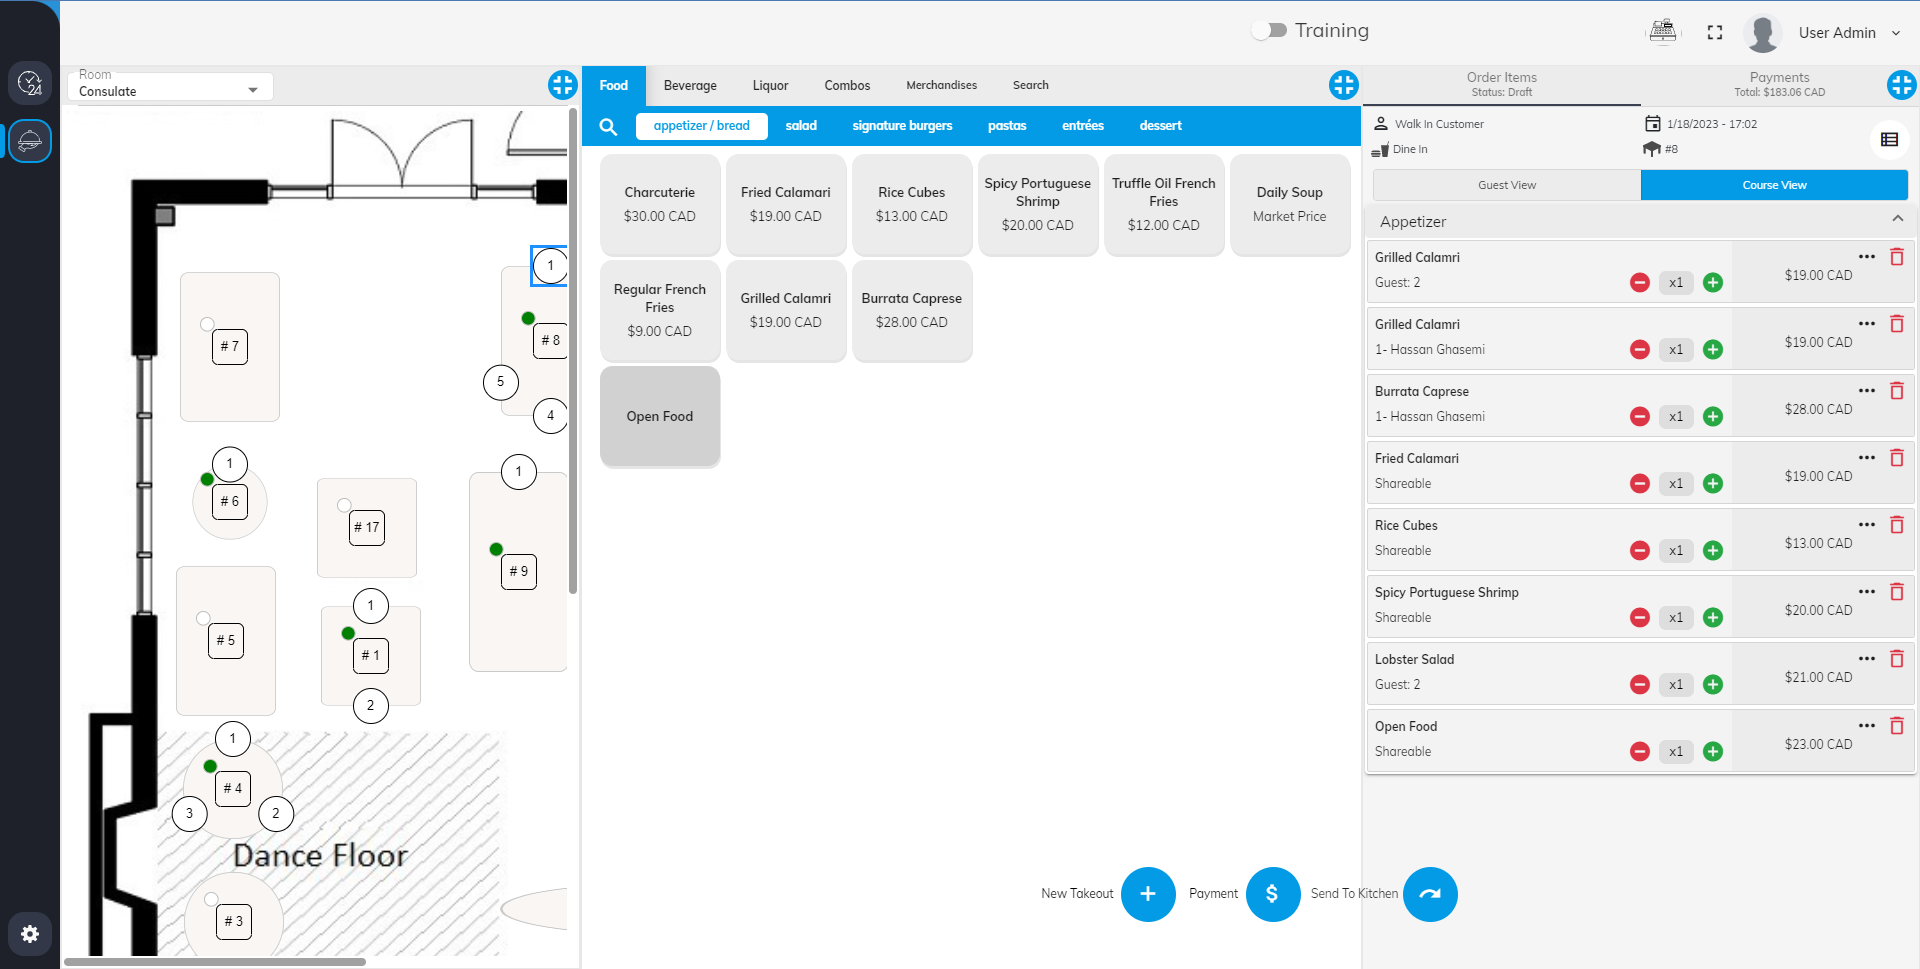 Training
User Admin
24
Room
Consulate
Food
Beverage
Liquor
Combos
Merchandises
Search
appetizer / bread
salad
signature burgers
pastas
entrées
dessert
Charcuterie
$30.00 CAD
Fried Calamari
$19.00 CAD
Rice Cubes
$13.00 CAD
Spicy Portuguese
Shrimp
$20.00 CAD
Truffle Oil French
Fries
$12.00 CAD
Daily Soup
Market Price
Regular French
Fries
$9.00 CAD
Grilled Calamri
$19.00 CAD
Burrata Caprese
$28.00 CAD
Open Food
# 7
1
# 8
5
4
1
# 6
# 17
1
# 9
# 5
1
# 1
2
1
# 4
3
2
Dance Floor
# 3
New Takeout
Payment
$
Send To Kitchen
Order Items
Status: Draft
Payments
Total: $183.06 CAD
Walk In Customer
1/18/2023 - 17:02
Dine In
#8
Guest View
Course View
Appetizer
Grilled Calamri
Guest: 2
x1
$19.00 CAD
Grilled Calamri
1- Hassan Ghasemi
x1
$19.00 CAD
Burrata Caprese
1- Hassan Ghasemi
x1
$28.00 CAD
Fried Calamari
Shareable
x1
$19.00 CAD
Rice Cubes
Shareable
x1
$13.00 CAD
Spicy Portuguese Shrimp
Shareable
x1
$20.00 CAD
Lobster Salad
Guest: 2
x1
$21.00 CAD
Open Food
Shareable
x1
$23.00 CAD